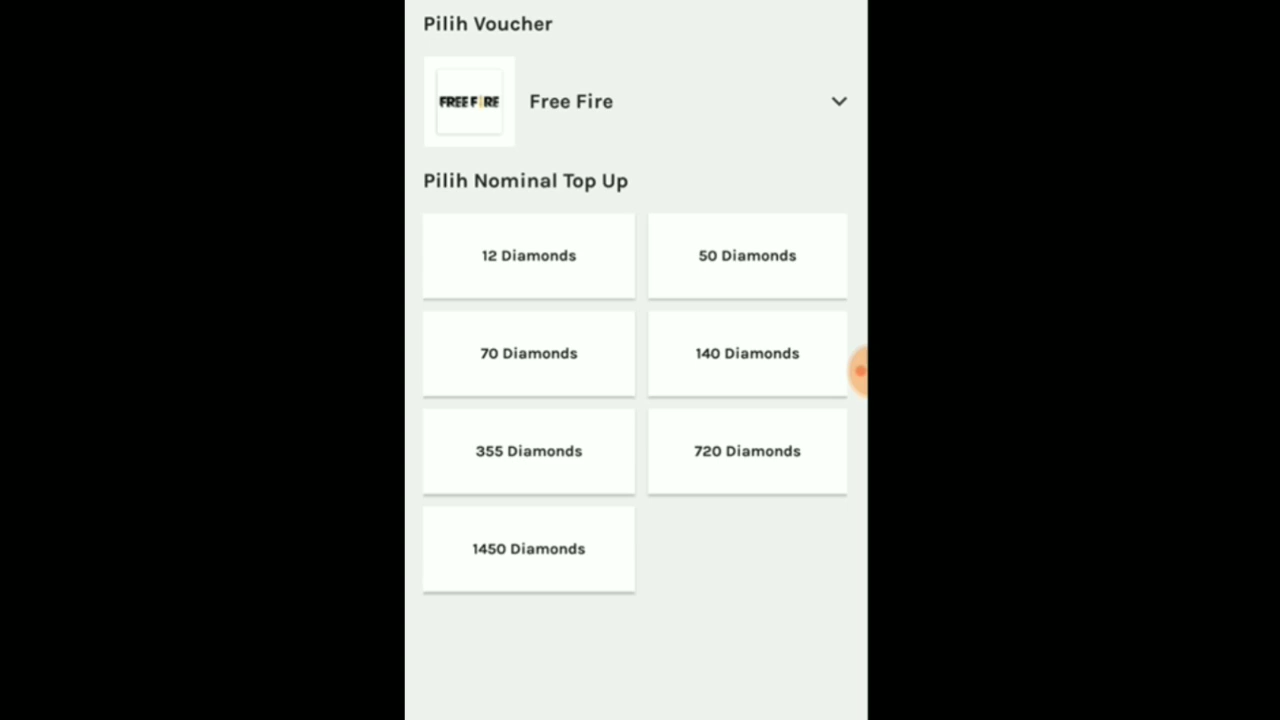 Pilih Voucher
FREE FIRE
Free Fire
Pilih Nominal Top Up
12 Diamonds
50 Diamonds
70 Diamonds
140 Diamonds
355 Diamonds
720 Diamonds
1450 Diamonds